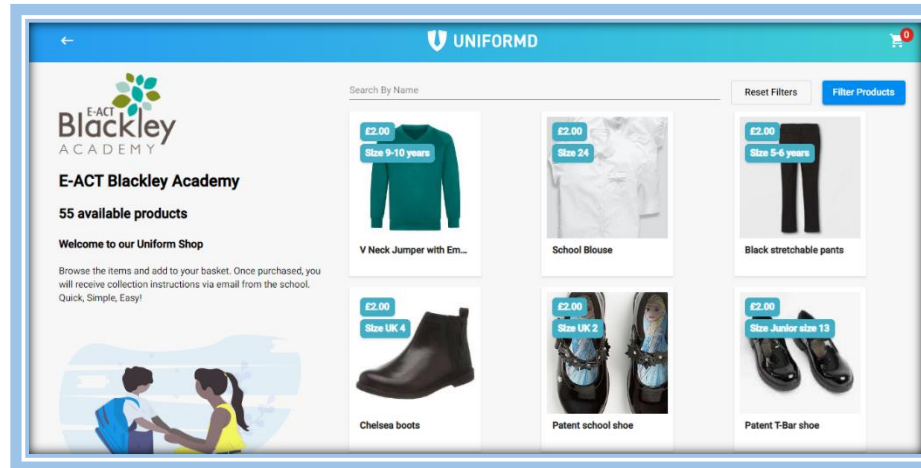 UNIFORMD
0
E-ACT
Blackley
ACADEMY
E-ACT Blackley Academy
55 available products
Welcome to our Uniform Shop
Browse the items and add to your basket. Once purchased, you
will receive collection instructions via email from the school.
Quick, Simple, Easy!
Search By Name
Reset Filters
Filter Products
£2.00
Size 9-10 years
V Neck Jumper with Em...
£2.00
Size 24
School Blouse
£2.00
Size 5-6 years
Black stretchable pants
£2.00
Size UK 4
Chelsea boots
£2.00
Size UK 2
Patent school shoe
£2.00
Size Junior size 13
Patent T-Bar shoe